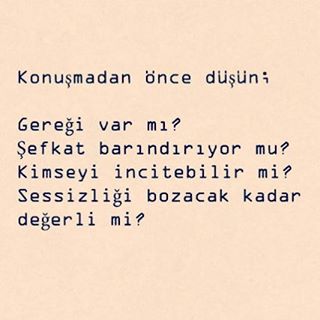 Konuşmadan önce düşün;
Gereği var mı?
Şefkat barındırıyor mu?
Kimseyi incitebilir mi?
Sessizliği bozacak kadar
değerli mi?